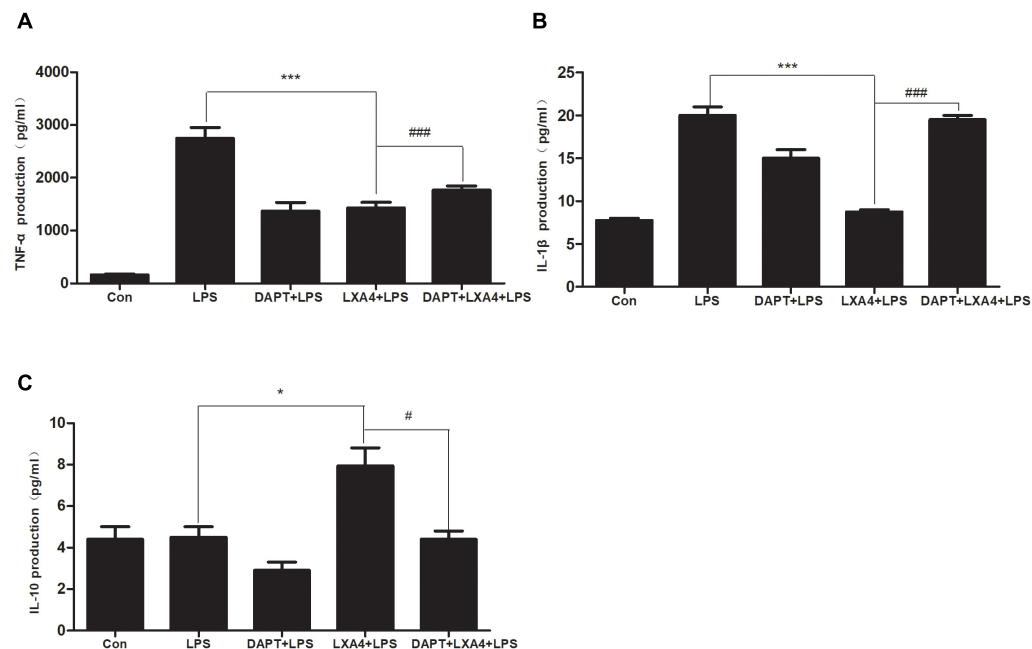 A
TNF-α production（pg/ml）
4000
3000
2000
1000
0
***
###
Con LPS DAPT+LPS LXA4+LPS DAPT+LXA4+LPS
B
IL-1β production（pg/ml）
25
20
15
10
5
0
***
###
Con LPS DAPT+LPS LXA4+LPS DAPT+LXA4+LPS
C
IL-10 production（pg/ml）
10
8
6
4
2
0
*
#
Con LPS DAPT+LPS LXA4+LPS DAPT+LXA4+LPS